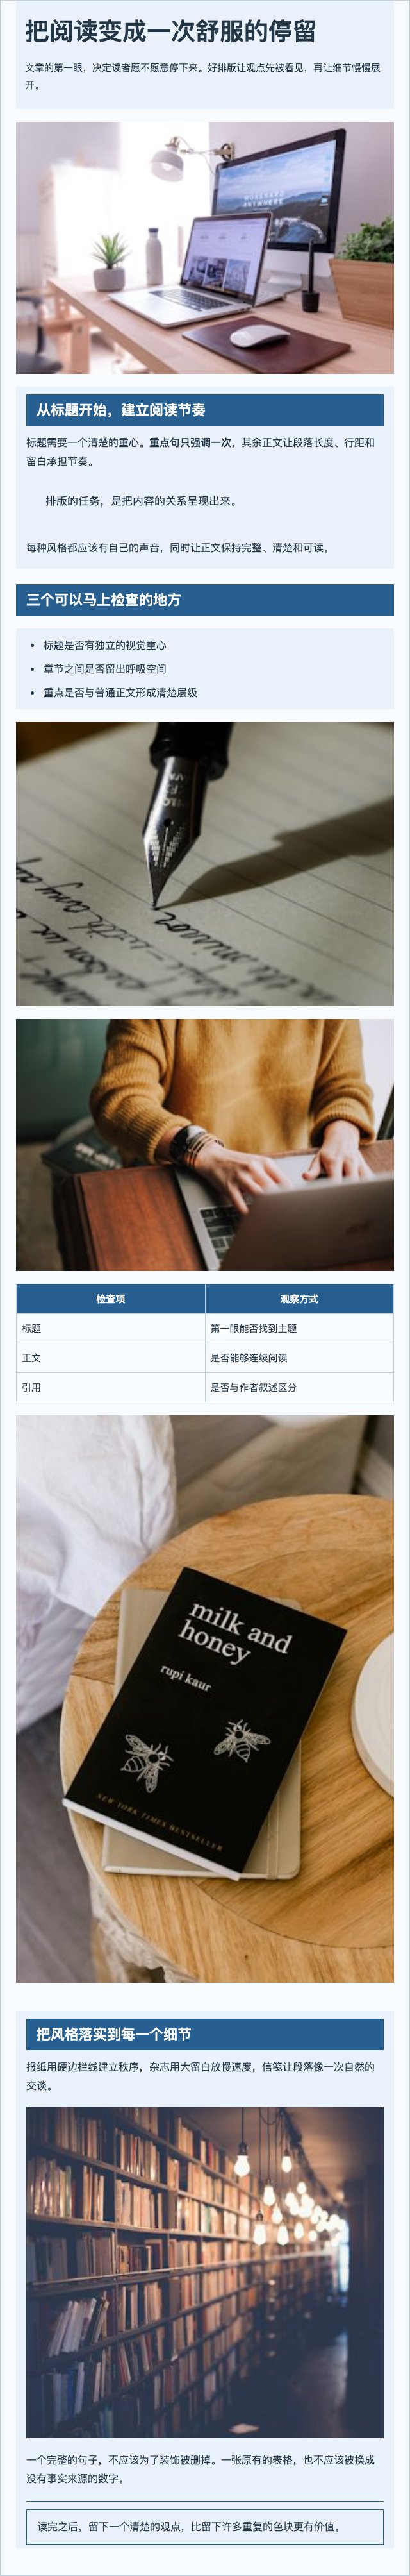 把阅读变成一次舒服的停留
文章的第一眼，决定读者愿不愿意停下来。好排版让观点先被看见，再让细节慢慢展
开。
从标题开始，建立阅读节奏
标题需要一个清楚的重心。重点句只强调一次，其余正文让段落长度、行距和
留白承担节奏。
排版的任务，是把内容的关系呈现出来。
每种风格都应该有自己的声音，同时让正文保持完整、清楚和可读。
三个可以马上检查的地方
• 标题是否有独立的视觉重心
• 章节之间是否留出呼吸空间
• 重点是否与普通正文形成清楚层级
检查项 观察方式
标题 第一眼能否找到主题
正文 是否能够连续阅读
引用 是否与作者叙述区分
milk and
honey
rupi kaur
NEW YORK TIMES BESTSELLER
把风格落实到每一个细节
报纸用硬边栏线建立秩序，杂志用大留白放慢速度，信笺让段落像一次自然的
交谈。
一个完整的句子，不应该为了装饰被删掉。一张原有的表格，也不应该被换成
没有事实来源的数字。
读完之后，留下一个清楚的观点，比留下许多重复的色块更有价值。